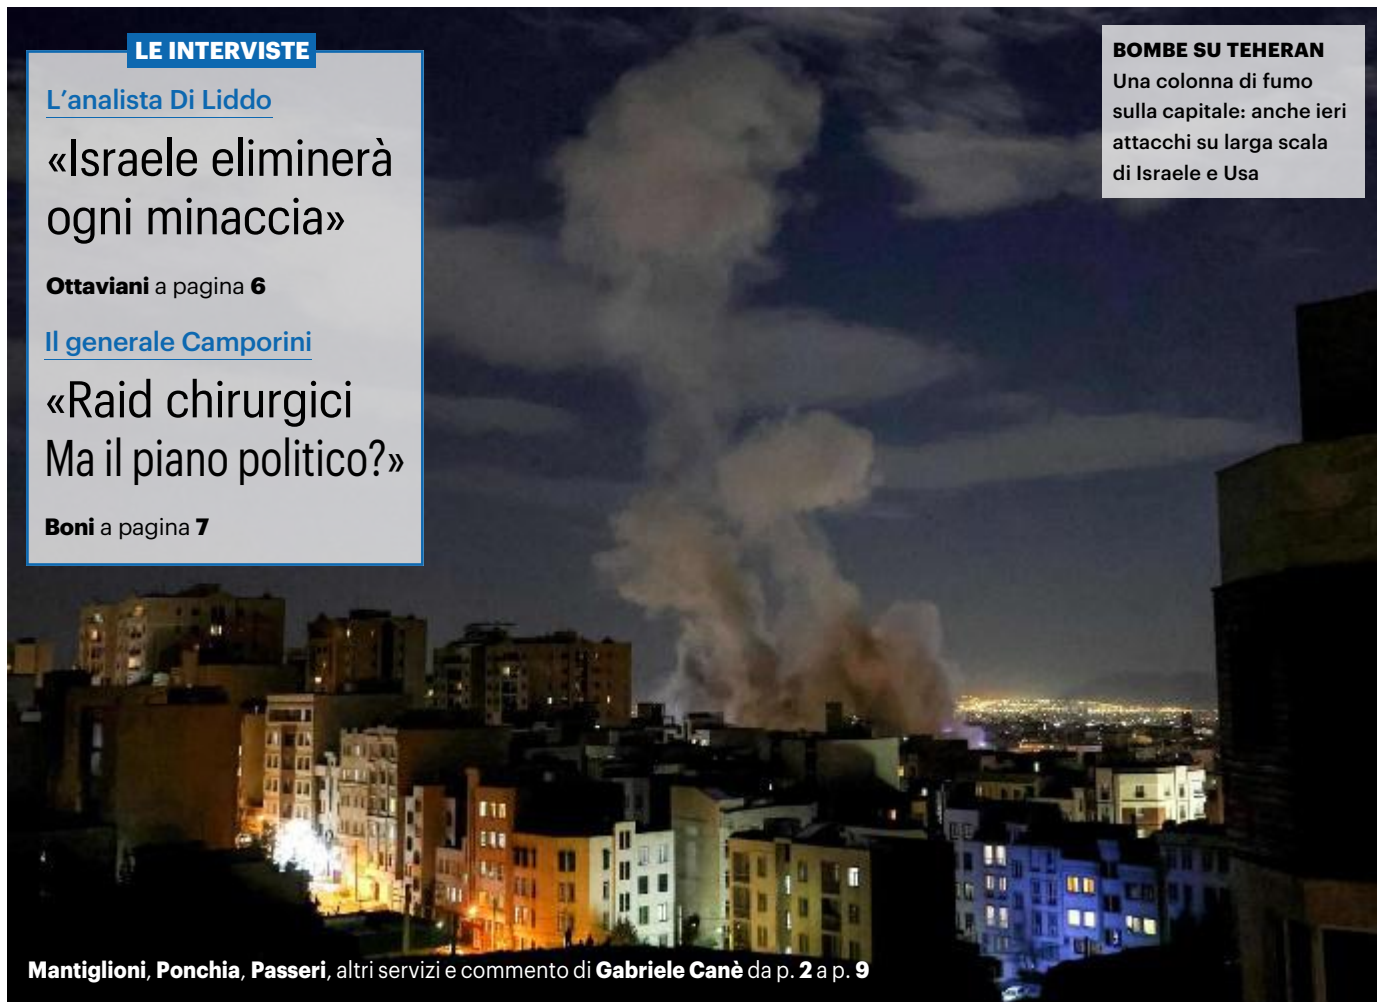 LE INTERVISTE
L'analista Di Liddo
«Israele eliminerà
ogni minaccia»
Ottaviani a pagina 6
Il generale Camporini
«Raid chirurgici
Ma il piano politico?»
Boni a pagina 7
BOMBE SU TEHERAN
Una colonna di fumo
sulla capitale: anche ieri
attacchi su larga scala
di Israele e Usa
Mantiglioni, Ponchia, Passeri, altri servizi e commento di Gabriele Canè da p. 2 a p. 9